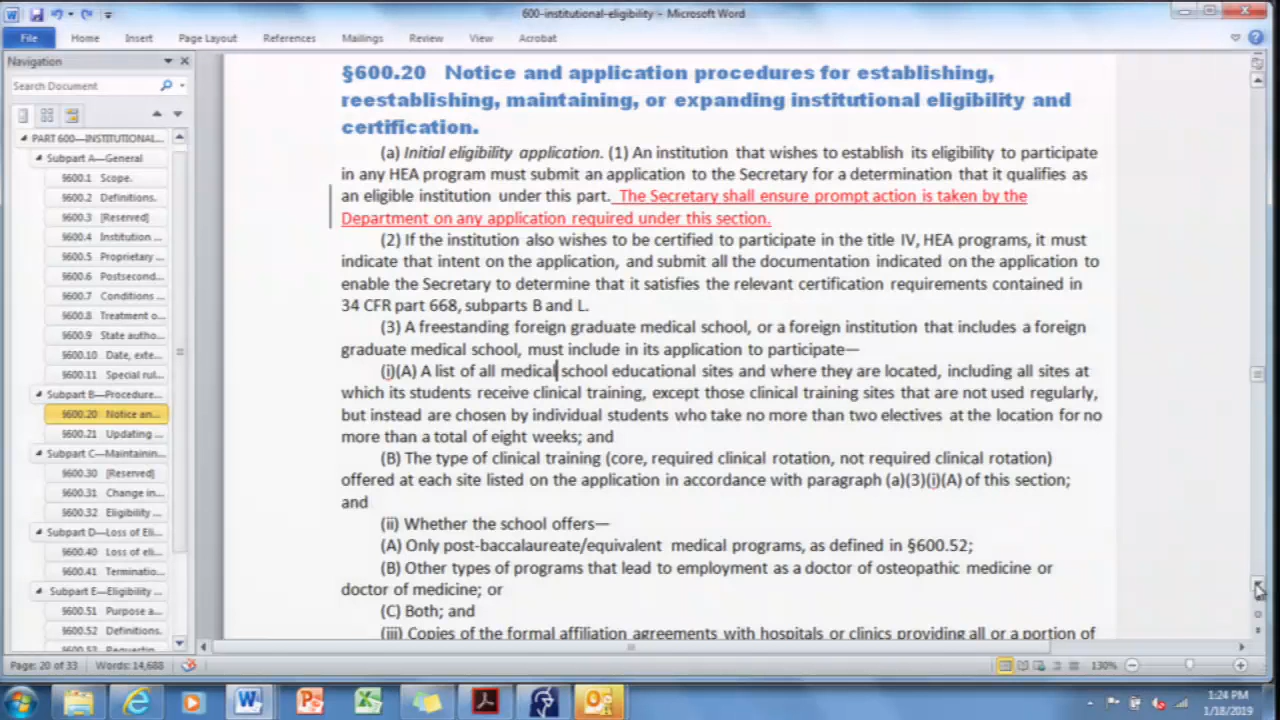 600-institutional-eligibility - Microsoft Word
File Home Insert Page Layout References Mailings Review View Acrobat
Navigation
Search Document
PART 600—INSTITUTIONAL...
Subpart A—General
§600.1 Scope.
§600.2 Definitions.
§600.3 [Reserved]
§600.4 Institution ...
§600.5 Proprietary ...
§600.6 Postsecond...
§600.7 Conditions ...
§600.8 Treatment o...
§600.9 State autho...
§600.10 Date, exte...
§600.11 Special rul...
Subpart B—Procedure...
§600.20 Notice an...
§600.21 Updating ...
Subpart C—Maintainin...
§600.30 [Reserved]
§600.31 Change in...
§600.32 Eligibility ...
Subpart D—Loss of Eli...
§600.40 Loss of eli...
§600.41 Terminatio...
Subpart E—Eligibility ...
§600.51 Purpose a...
§600.52 Definitions.
§600.20 Notice and application procedures for establishing,
reestablishing, maintaining, or expanding institutional eligibility and
certification.
(a) Initial eligibility application. (1) An institution that wishes to establish its eligibility to participate
in any HEA program must submit an application to the Secretary for a determination that it qualifies as
an eligible institution under this part. The Secretary shall ensure prompt action is taken by the
Department on any application required under this section.
(2) If the institution also wishes to be certified to participate in the title IV, HEA programs, it must
indicate that intent on the application, and submit all the documentation indicated on the application to
enable the Secretary to determine that it satisfies the relevant certification requirements contained in
34 CFR part 668, subparts B and L.
(3) A freestanding foreign graduate medical school, or a foreign institution that includes a foreign
graduate medical school, must include in its application to participate—
(i)(A) A list of all medical school educational sites and where they are located, including all sites at
which its students receive clinical training, except those clinical training sites that are not used regularly,
but instead are chosen by individual students who take no more than two electives at the location for no
more than a total of eight weeks; and
(B) The type of clinical training (core, required clinical rotation, not required clinical rotation)
offered at each site listed on the application in accordance with paragraph (a)(3)(i)(A) of this section;
and
(ii) Whether the school offers—
(A) Only post-baccalaureate/equivalent medical programs, as defined in §600.52;
(B) Other types of programs that lead to employment as a doctor of osteopathic medicine or
doctor of medicine; or
(C) Both; and
(iii) Copies of the formal affiliation agreements with hospitals or clinics providing all or a portion of
Page: 20 of 33 Words: 14,688
130%
1:24 PM
1/18/2019